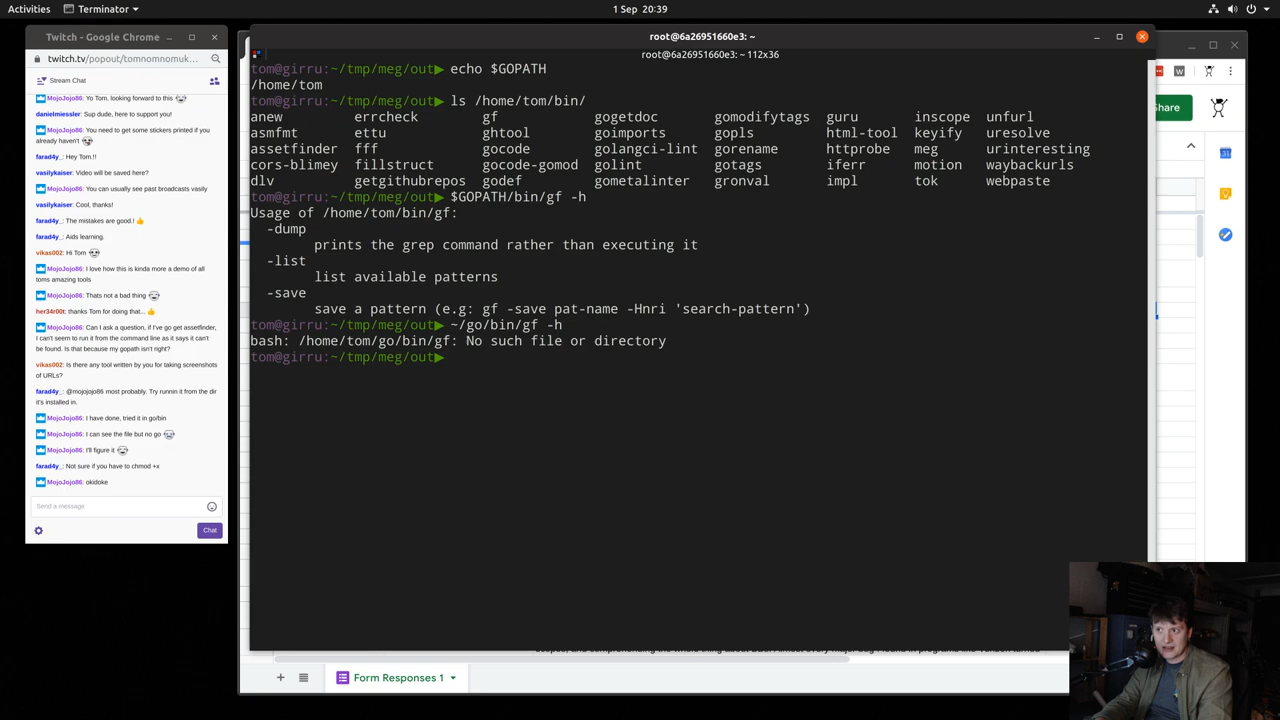 Activities Terminator 1 Sep 20:39
Twitch - Google Chrome
twitch.tv/popout/tomnomnomuk...
Stream Chat
MojoJojo86: Yo Tom, looking forward to this
danielmiessler: Sup dude, here to support you!
MojoJojo86: You need to get some stickers printed if you
already haven't
farad4y_: Hey Tom.!!
vasilykaiser: Video will be saved here?
MojoJojo86: You can usually see past broadcasts vasily
vasilykaiser: Cool, thanks!
farad4y_: The mistakes are good.!
farad4y_: Aids learning.
vikas002: Hi Tom
MojoJojo86: I love how this is kinda more a demo of all
toms amazing tools
MojoJojo86: Thats not a bad thing
her34r00t: thanks Tom for doing that...
MojoJojo86: Can I ask a question, if I've go get assetfinder,
I can't seem to run it from the command line as it says it can't
be found. Is that because my gopath isn't right?
vikas002: Is there any tool written by you for taking screenshots
of URLs?
farad4y_: @mojojojo86 most probably. Try runnin it from the dir
it's installed in.
MojoJojo86: I have done, tried it in go/bin
MojoJojo86: I can see the file but no go
MojoJojo86: I'll figure it
farad4y_: Not sure if you have to chmod +x
MojoJojo86: okidoke
Send a message
Chat
root@6a26951660e3: ~
root@6a26951660e3: ~ 112x36
tom@girru:~/tmp/meg/out▶ echo $GOPATH
/home/tom
tom@girru:~/tmp/meg/out▶ ls /home/tom/bin/
anew errcheck gf gogetdoc gomodifytags guru inscope unfurl
asmfmt ettu ghtool goimports gopls html-tool keyify uresolve
assetfinder fff gocode golangci-lint gorename httprobe meg urinteresting
cors-blimey fillstruct gocode-gomod golint gotags iferr motion waybackurls
dlv getgithubrepos godef gometalinter gronval impl tok webpaste
tom@girru:~/tmp/meg/out▶ $GOPATH/bin/gf -h
Usage of /home/tom/bin/gf:
-dump
prints the grep command rather than executing it
-list
list available patterns
-save
save a pattern (e.g: gf -save pat-name -Hnri 'search-pattern')
tom@girru:~/tmp/meg/out▶ ~/go/bin/gf -h
bash: /home/tom/go/bin/gf: No such file or directory
tom@girru:~/tmp/meg/out▶
Share
Form Responses 1